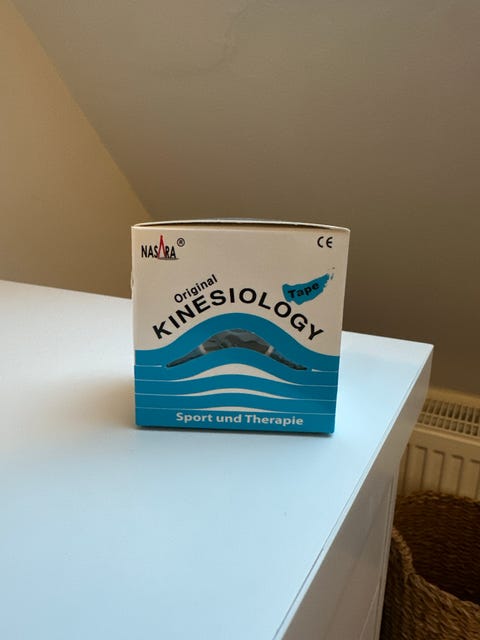 NASARA®
CE
Original
KINESIOLOGY
Tape
Sport und Therapie